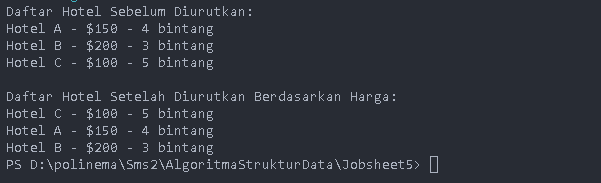 Daftar Hotel Sebelum Diurutkan:
Hotel A - $150 - 4 bintang
Hotel B - $200 - 3 bintang
Hotel C - $100 - 5 bintang
Daftar Hotel Setelah Diurutkan Berdasarkan Harga:
Hotel C - $100 - 5 bintang
Hotel A - $150 - 4 bintang
Hotel B - $200 - 3 bintang
PS D:\polinema\Sms2\AlgoritmaStrukturData\Jobsheet5>